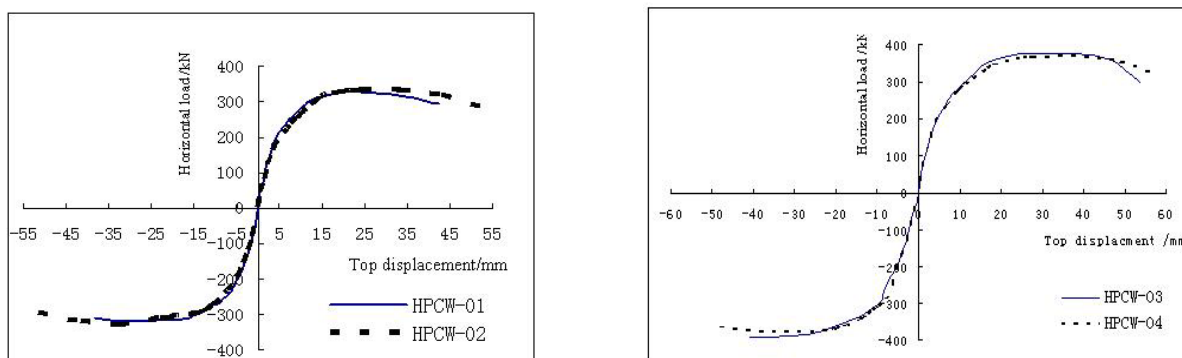 Horizontal load /kN
400
300
200
100
0
-55 -45 -35 -25 -15 -5 5 15 25 35 45 55
-100
-200
-300
-400
Top displacement/mm
HPCW-01
HPCW-02
Horizontal load/kN
400
300
200
100
0
-60 -50 -40 -30 -20 -10 0 10 20 30 40 50 60
-100
-200
-300
-400
Top displacment /mm
HPCW-03
HPCW-04